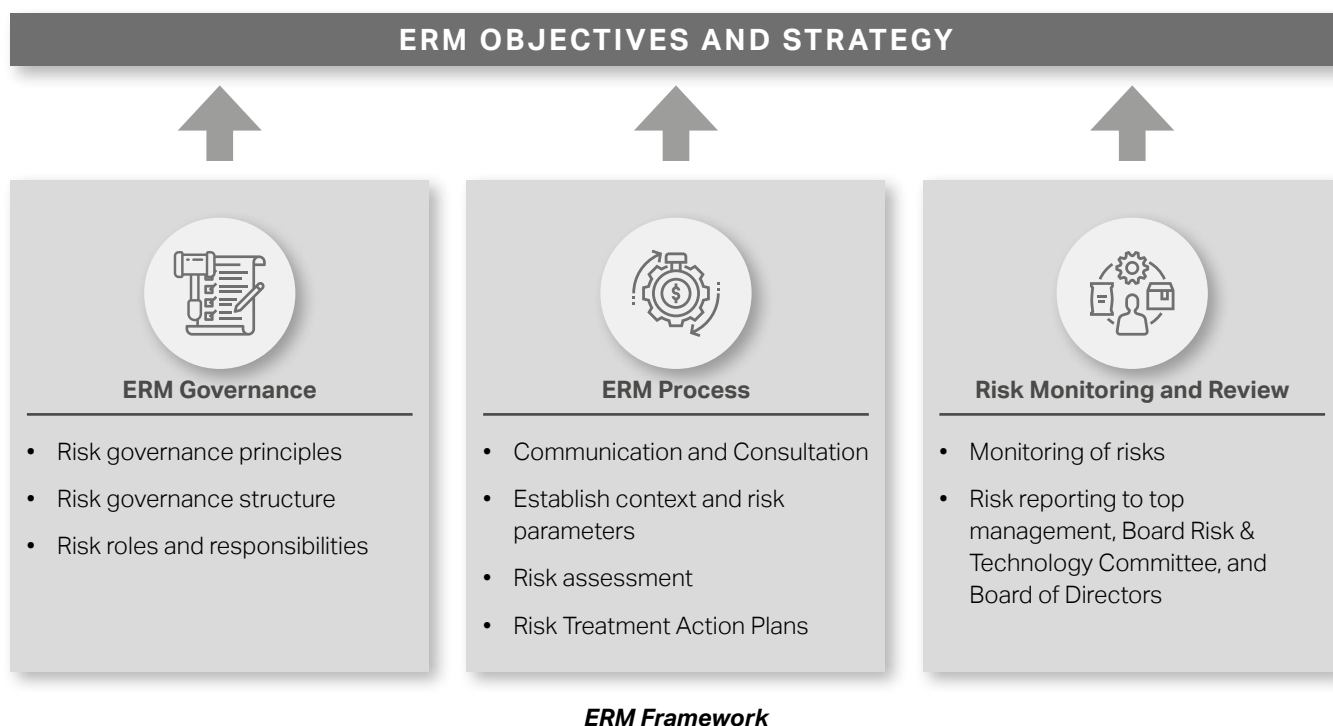 ERM OBJECTIVES AND STRATEGY
$
ERM Governance
• Risk governance principles
• Risk governance structure
• Risk roles and responsibilities
ERM Process
• Communication and Consultation
• Establish context and risk
parameters
• Risk assessment
• Risk Treatment Action Plans
Risk Monitoring and Review
• Monitoring of risks
• Risk reporting to top
management, Board Risk &
Technology Committee, and
Board of Directors
ERM Framework